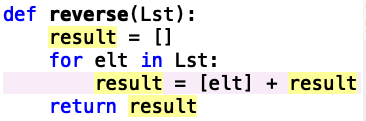 def reverse(Lst):
    result = []
    for elt in Lst:
        result = [elt] + result
    return result